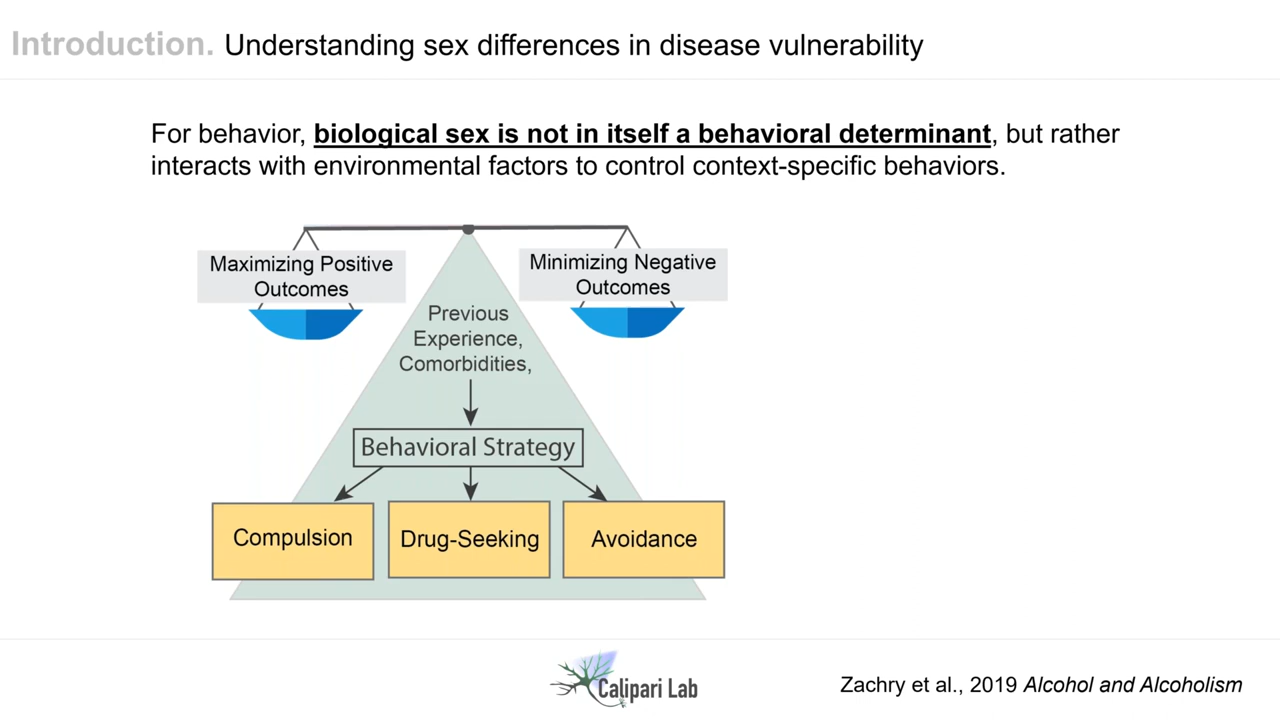 Introduction. Understanding sex differences in disease vulnerability
For behavior, biological sex is not in itself a behavioral determinant, but rather
interacts with environmental factors to control context-specific behaviors.
Maximizing Positive
Outcomes
Minimizing Negative
Outcomes
Previous
Experience,
Comorbidities,
Behavioral Strategy
Compulsion
Drug-Seeking
Avoidance
Calipari Lab
Zachry et al., 2019 Alcohol and Alcoholism